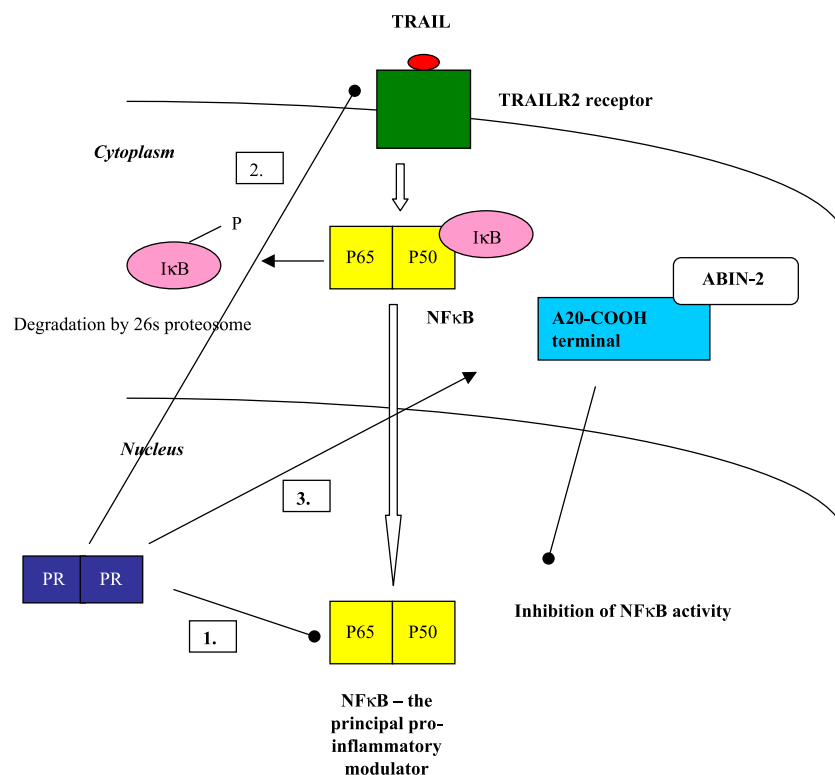 TRAIL
TRAILR2 receptor
Cytoplasm
2.
P
IκB
P65
P50
IκB
ABIN-2
Degradation by 26s proteosome
NFκB
A20-COOH
terminal
Nucleus
3.
PR
PR
1.
P65
P50
Inhibition of NFκB activity
NFκB – the
principal pro-
inflammatory
modulator